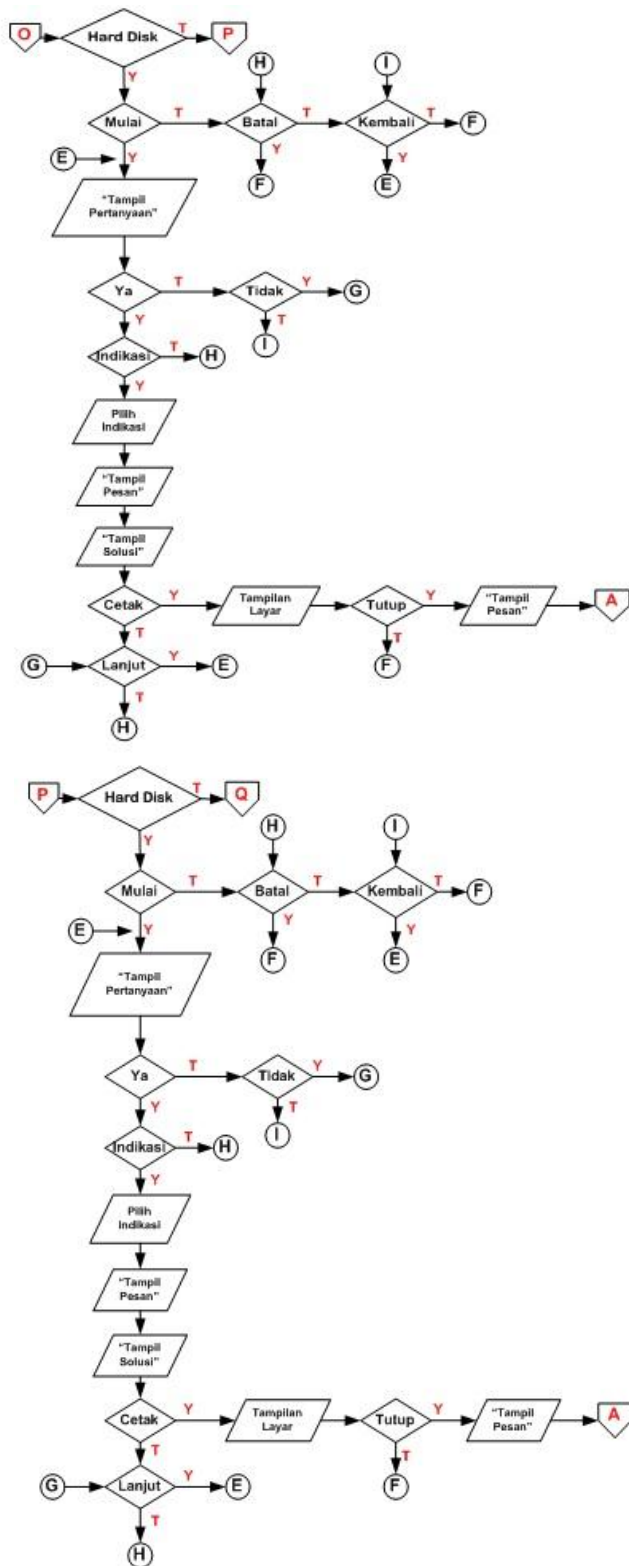 O
Hard Disk
T
P
Y
H
I
Mulai
T
Batal
T
Kembali
T
F
E
Y
Y
F
Y
E
"Tampil
Pertanyaan"
Ya
T
Tidak
Y
G
Y
T
I
Indikasi
T
H
Y
Pilih
Indikasi
"Tampil
Pesan"
"Tampil
Solusi"
Cetak
Y
Tampilan
Layar
Tutup
Y
"Tampil
Pesan"
A
T
T
F
G
Lanjut
Y
E
T
H
P
Hard Disk
T
Q
Y
H
I
Mulai
T
Batal
T
Kembali
T
F
E
Y
Y
F
Y
E
"Tampil
Pertanyaan"
Ya
T
Tidak
Y
G
Y
T
I
Indikasi
T
H
Y
Pilih
Indikasi
"Tampil
Pesan"
"Tampil
Solusi"
Cetak
Y
Tampilan
Layar
Tutup
Y
"Tampil
Pesan"
A
T
T
F
G
Lanjut
Y
E
T
H